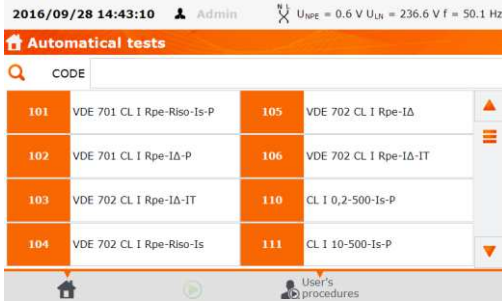 2016/09/28 14:43:10 Admin N L UNPE = 0.6 V ULN = 236.6 V f = 50.1 Hz
Automatical tests
CODE
101 VDE 701 CL I Rpe-Riso-Is-P 105 VDE 702 CL I Rpe-IΔ
102 VDE 701 CL I Rpe-IΔ-P 106 VDE 702 CL I Rpe-IΔ-IT
103 VDE 702 CL I Rpe-IΔ-IT 110 CL I 0,2-500-Is-P
104 VDE 702 CL I Rpe-Riso-Is 111 CL I 10-500-Is-P
User's
procedures